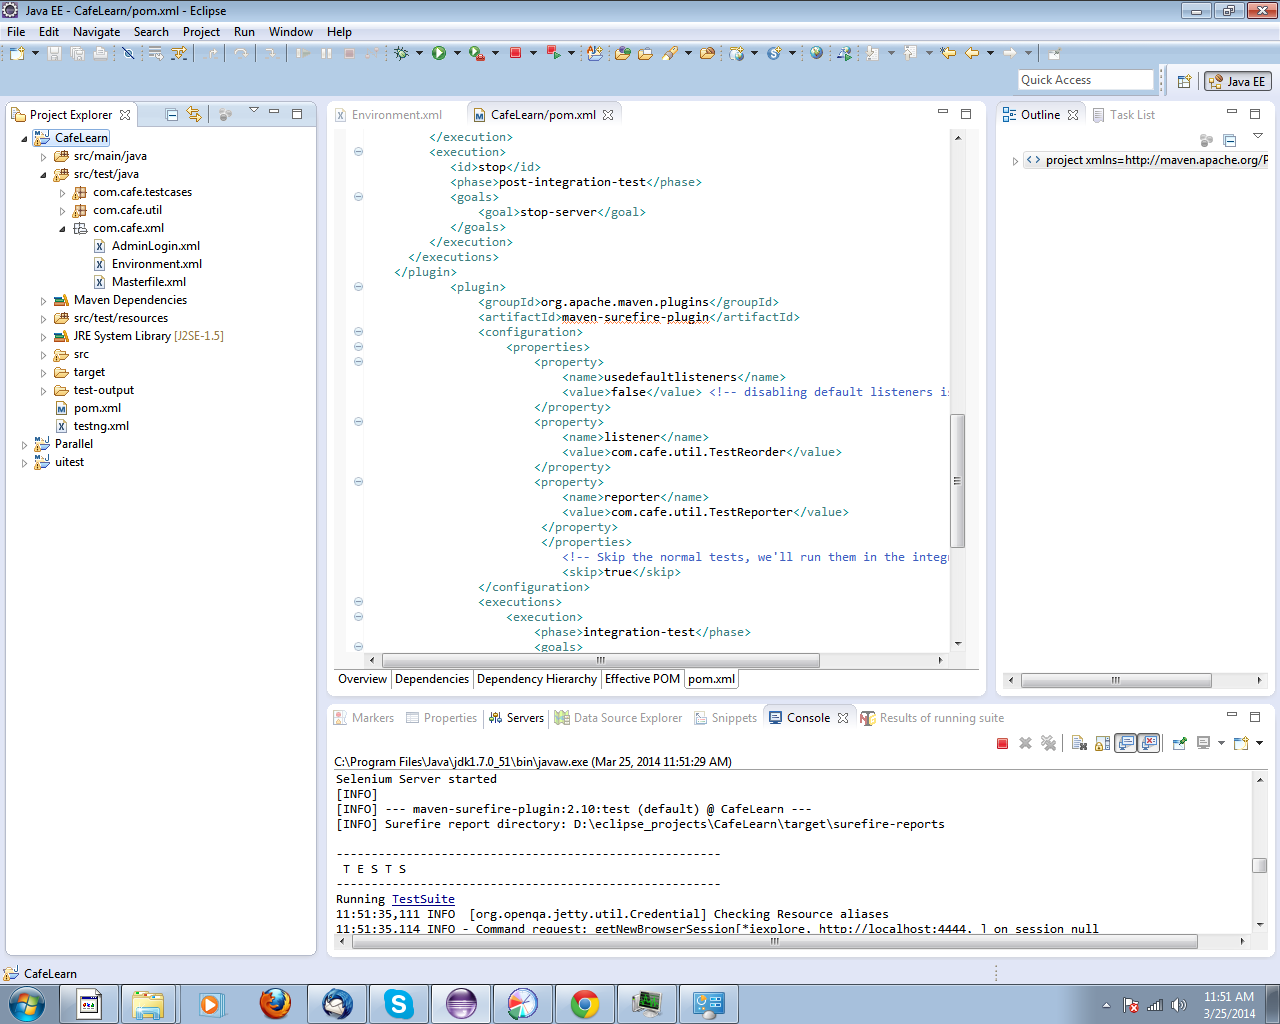 Java EE - CafeLearn/pom.xml - Eclipse
File Edit Navigate Search Project Run Window Help
Quick Access
Java EE
Project Explorer
CafeLearn
src/main/java
src/test/java
com.cafe.testcases
com.cafe.util
com.cafe.xml
AdminLogin.xml
Environment.xml
Masterfile.xml
Maven Dependencies
src/test/resources
JRE System Library [J2SE-1.5]
src
target
test-output
pom.xml
testng.xml
Parallel
uitest
Environment.xml
CafeLearn/pom.xml
</execution>
<execution>
<id>stop</id>
<phase>post-integration-test</phase>
<goals>
<goal>stop-server</goal>
</goals>
</execution>
</executions>
</plugin>
<plugin>
<groupId>org.apache.maven.plugins</groupId>
<artifactId>maven-surefire-plugin</artifactId>
<configuration>
<properties>
<property>
<name>usedefaultlisteners</name>
<value>false</value> <!-- disabling default listeners is
</property>
<property>
<name>listener</name>
<value>com.cafe.util.TestReorder</value>
</property>
<property>
<name>reporter</name>
<value>com.cafe.util.TestReporter</value>
</property>
</properties>
<!-- Skip the normal tests, we'll run them in the integ
<skip>true</skip>
</configuration>
<executions>
<execution>
<phase>integration-test</phase>
<goals>
Overview Dependencies Dependency Hierarchy Effective POM pom.xml
Outline Task List
project xmlns=http://maven.apache.org/P
Markers Properties Servers Data Source Explorer Snippets Console Results of running suite
C:\Program Files\Java\jdk1.7.0_51\bin\javaw.exe (Mar 25, 2014 11:51:29 AM)
Selenium Server started
[INFO]
[INFO] --- maven-surefire-plugin:2.10:test (default) @ CafeLearn ---
[INFO] Surefire report directory: D:\eclipse_projects\CafeLearn\target\surefire-reports
-------------------------------------------------------
T E S T S
-------------------------------------------------------
Running TestSuite
11:51:35,111 INFO [org.openqa.jetty.util.Credential] Checking Resource aliases
11:51:35.114 INFO - Command request: getNewBrowserSession[*iexplore, http://localhost:4444, ] on session null
CafeLearn
11:51 AM
3/25/2014